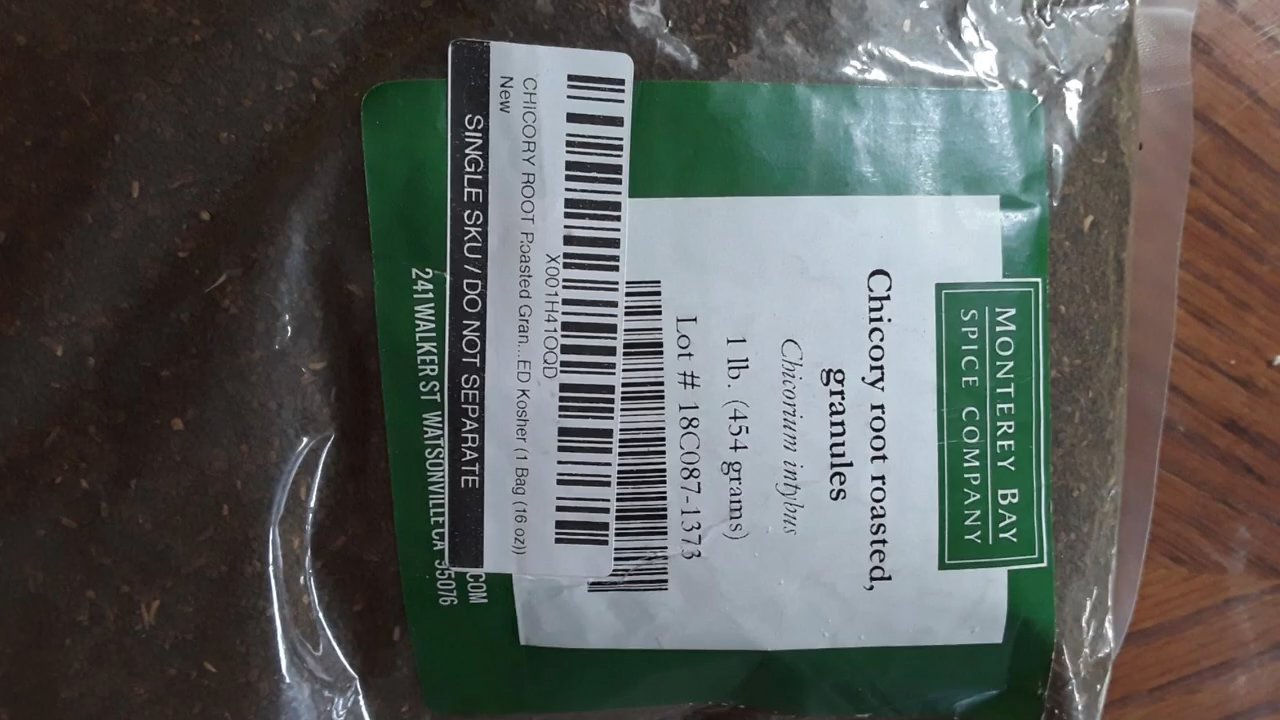 MONTEREY BAY
SPICE COMPANY
Chicory root roasted,
granules
Chicorium intybus
1 lb. (454 grams)
Lot # 18C087-1373
X001H41OQD
CHICORY ROOT Roasted Gran...ED Kosher (1 Bag (16 oz))
New
SINGLE SKU / DO NOT SEPARATE
.COM
241 WALKER ST WATSONVILLE CA 95076